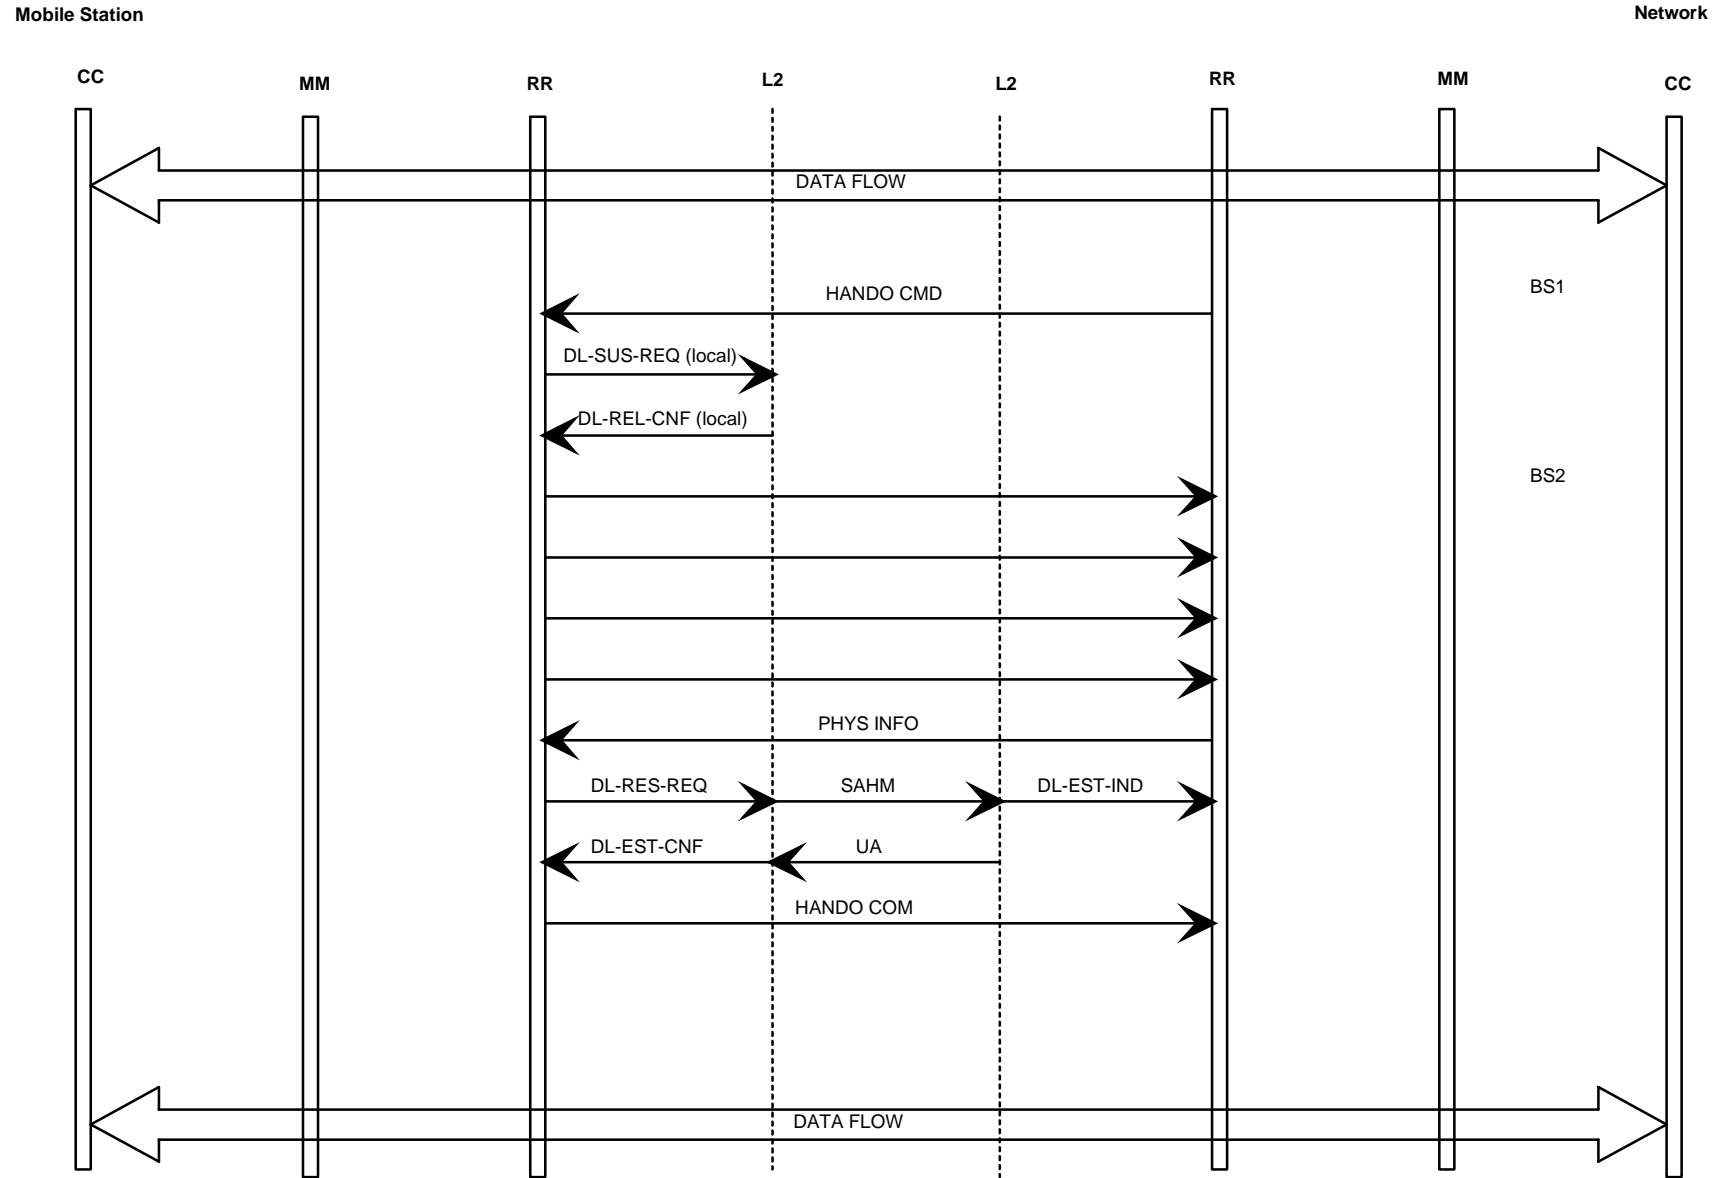 Mobile Station
Network
CC
MM
RR
L2
L2
RR
MM
CC
DATA FLOW
BS1
HANDO CMD
DL-SUS-REQ (local)
DL-REL-CNF (local)
BS2
PHYS INFO
DL-RES-REQ
SAHM
DL-EST-IND
DL-EST-CNF
UA
HANDO COM
DATA FLOW